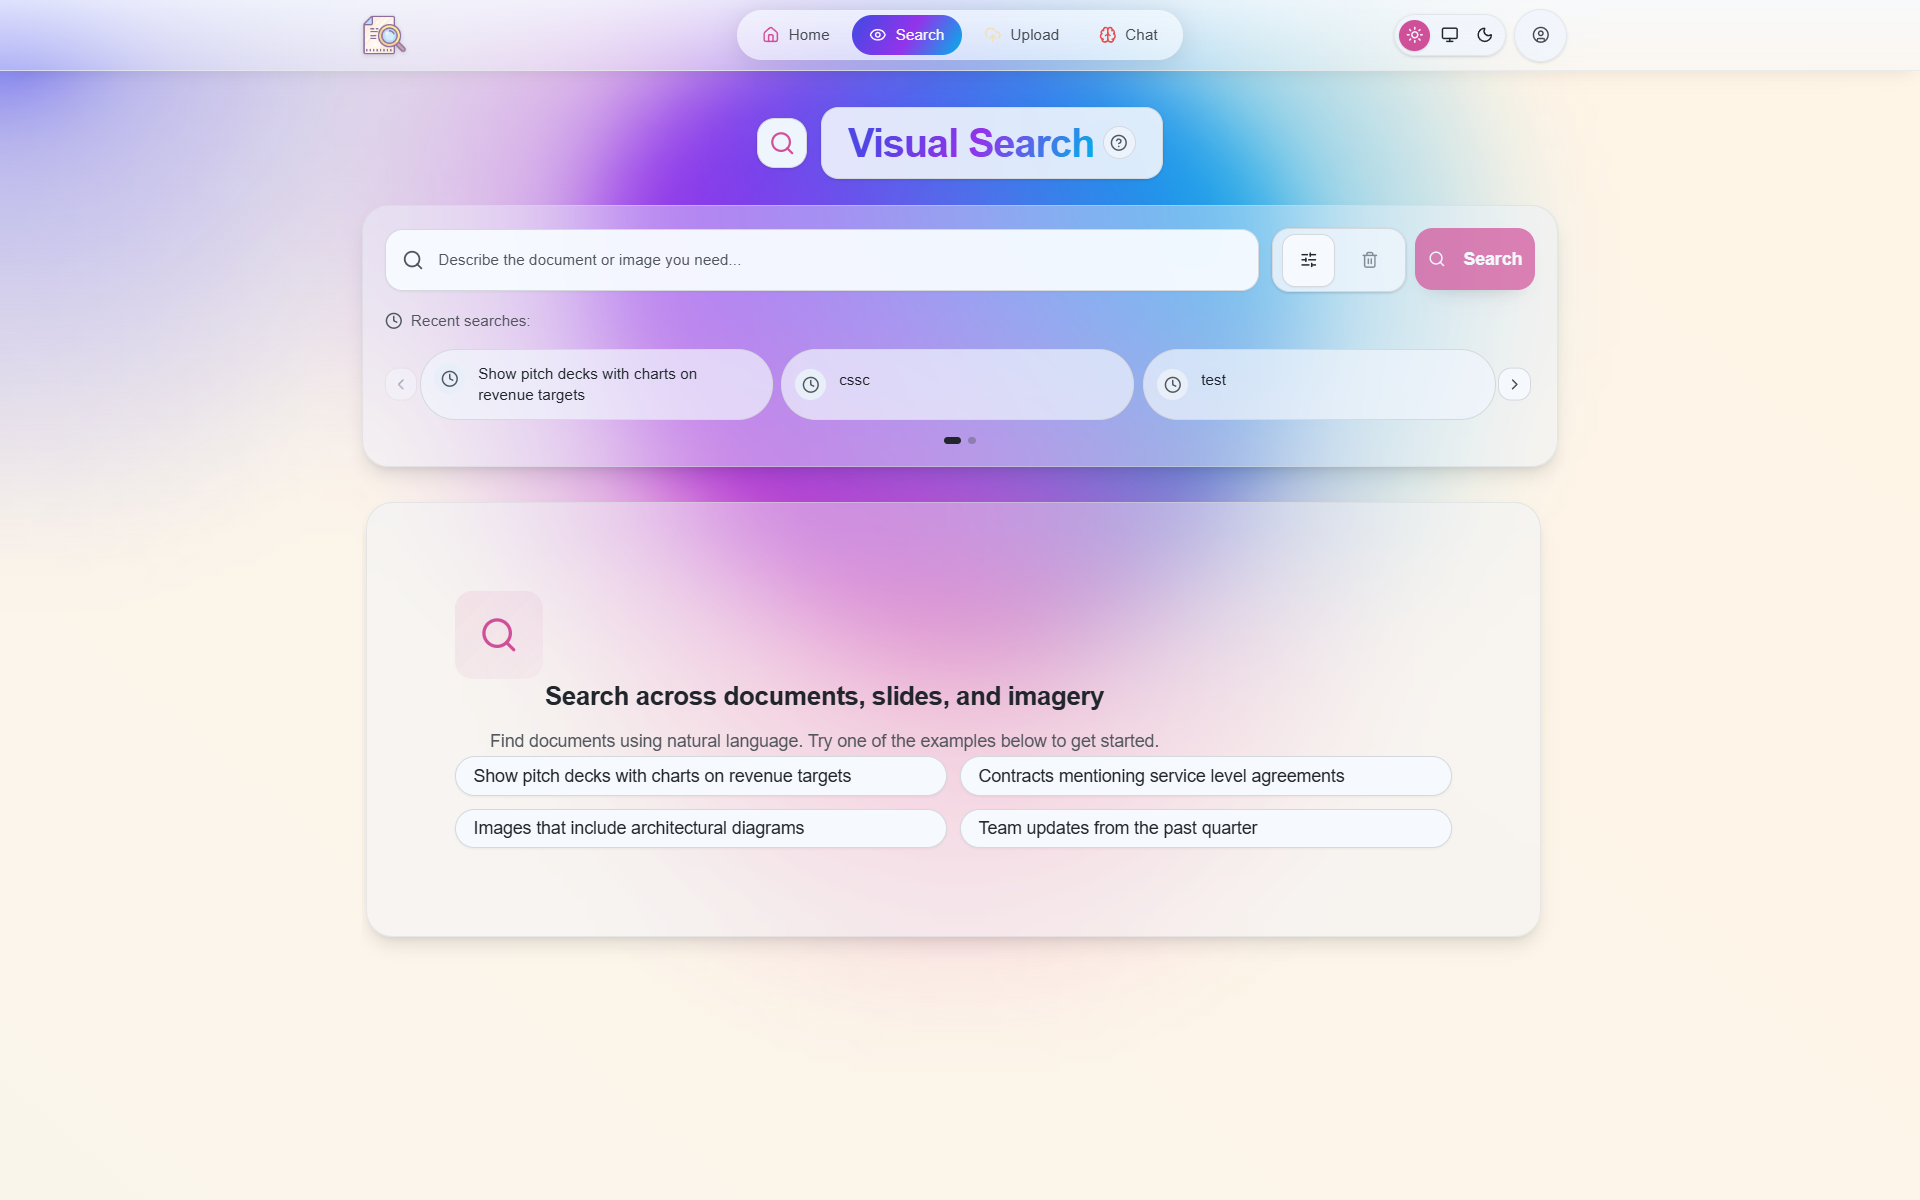 Home
Search
Upload
Chat
Visual Search
Describe the document or image you need...
Search
Recent searches:
Show pitch decks with charts on
revenue targets
cssc
test
Search across documents, slides, and imagery
Find documents using natural language. Try one of the examples below to get started.
Show pitch decks with charts on revenue targets
Contracts mentioning service level agreements
Images that include architectural diagrams
Team updates from the past quarter